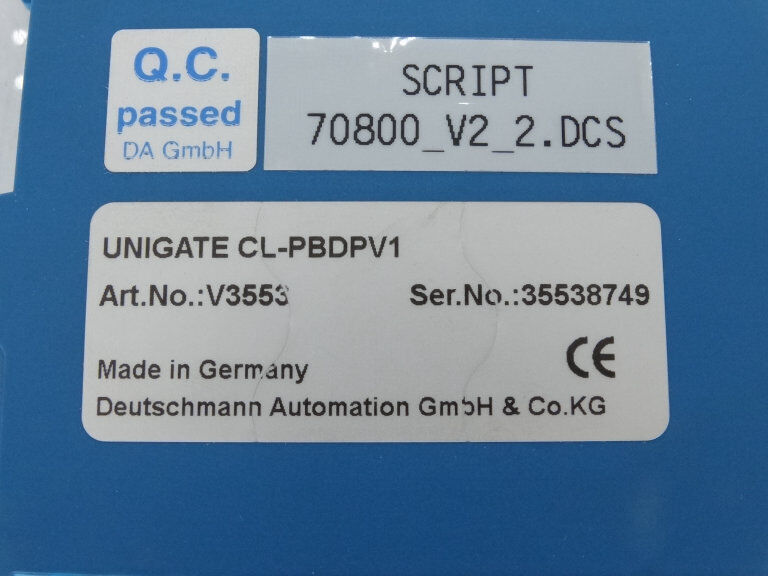 Q.C.
passed
DA GmbH
SCRIPT
70800_V2_2.DCS
UNIGATE CL-PBDPV1
Art.No.:V3553
Ser.No.:35538749
Made in Germany
CE
Deutschmann Automation GmbH & Co.KG